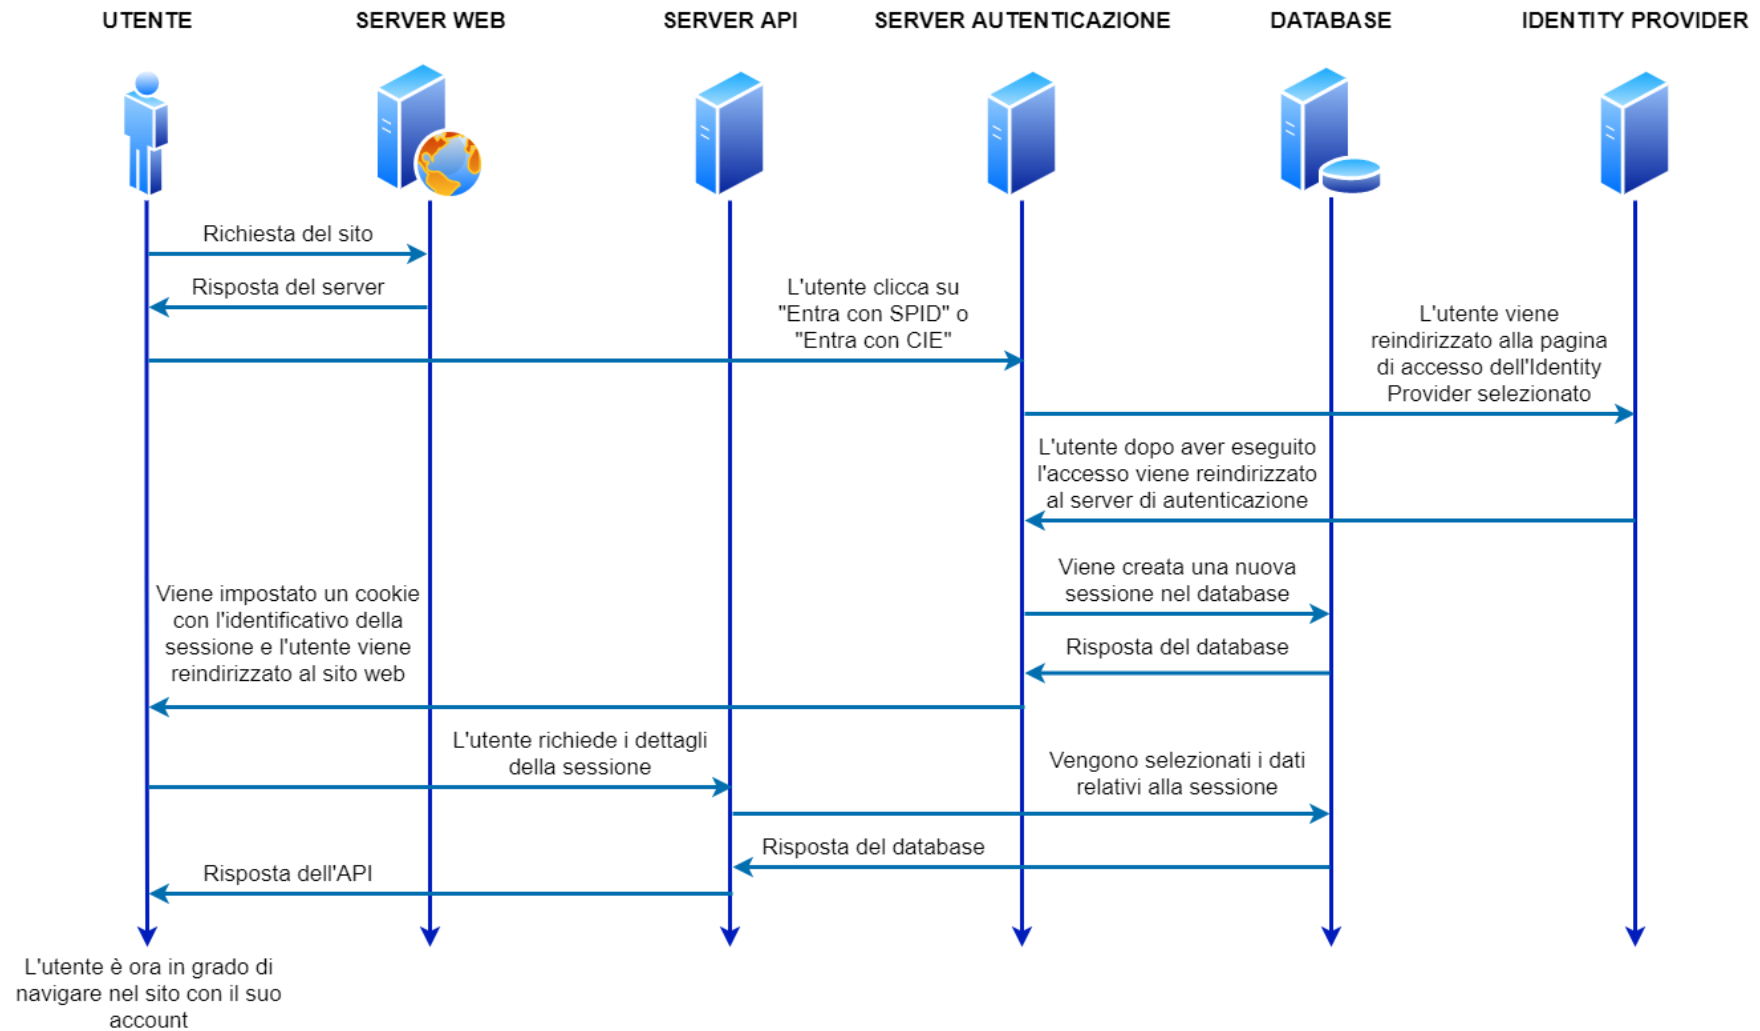 UTENTE
SERVER WEB
SERVER API
SERVER AUTENTICAZIONE
DATABASE
IDENTITY PROVIDER
Richiesta del sito
Risposta del server
L'utente clicca su
"Entra con SPID" o
"Entra con CIE"
L'utente viene
reindirizzato alla pagina
di accesso dell'Identity
Provider selezionato
L'utente dopo aver eseguito
l'accesso viene reindirizzato
al server di autenticazione
Viene creata una nuova
sessione nel database
Risposta del database
Viene impostato un cookie
con l'identificativo della
sessione e l'utente viene
reindirizzato al sito web
L'utente richiede i dettagli
della sessione
Vengono selezionati i dati
relativi alla sessione
Risposta del database
Risposta dell'API
L'utente è ora in grado di
navigare nel sito con il suo
account